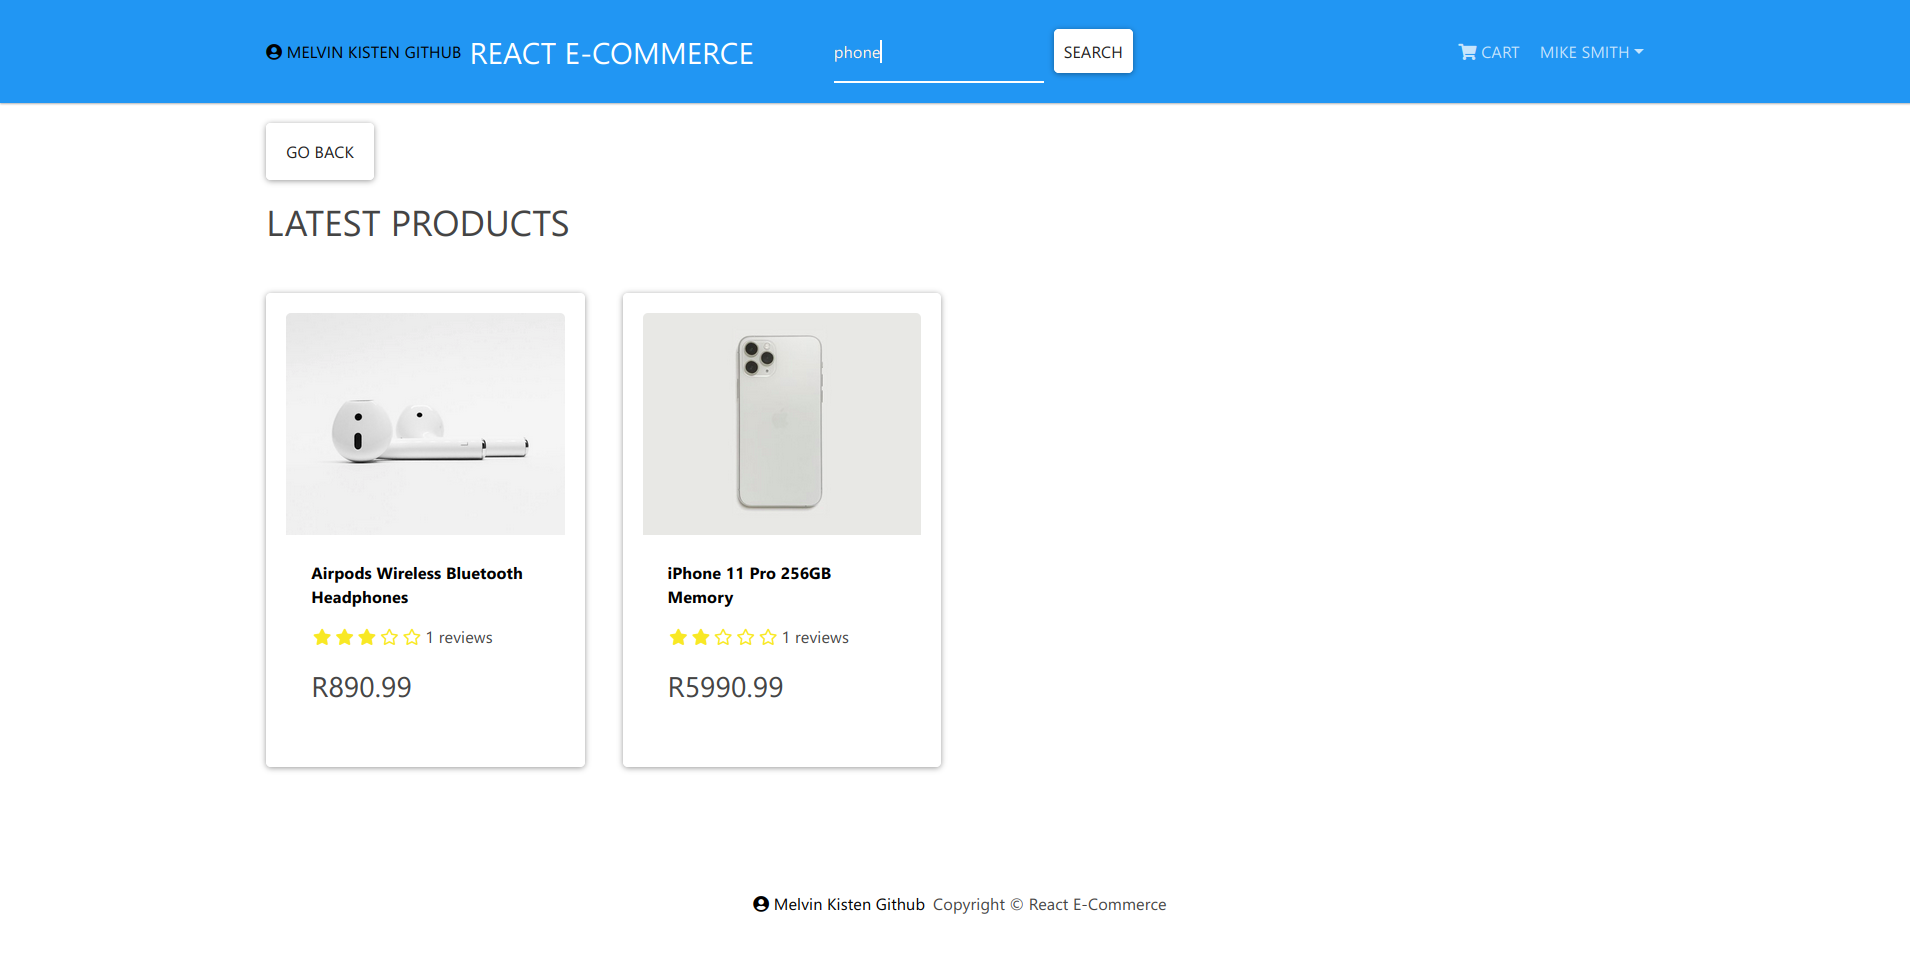 MELVIN KISTEN GITHUB REACT E-COMMERCE phone SEARCH CART MIKE SMITH
GO BACK
LATEST PRODUCTS
Airpods Wireless Bluetooth
Headphones
1 reviews
R890.99
iPhone 11 Pro 256GB
Memory
1 reviews
R5990.99
Melvin Kisten Github Copyright © React E-Commerce